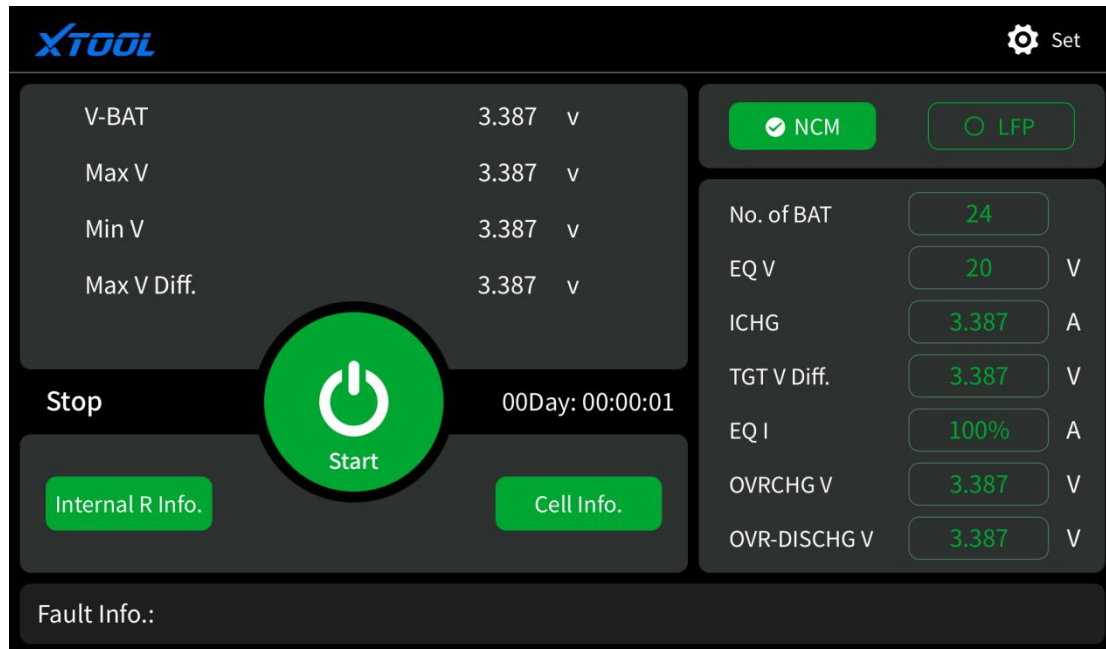 XTOOL
Set
V-BAT 3.387 v
Max V 3.387 v
Min V 3.387 v
Max V Diff. 3.387 v
Stop
Start
00Day: 00:00:01
Internal R Info.
Cell Info.
NCM
LFP
No. of BAT 24
EQ V 20 V
ICHG 3.387 A
TGT V Diff. 3.387 V
EQ I 100% A
OVRCHG V 3.387 V
OVR-DISCHG V 3.387 V
Fault Info.: